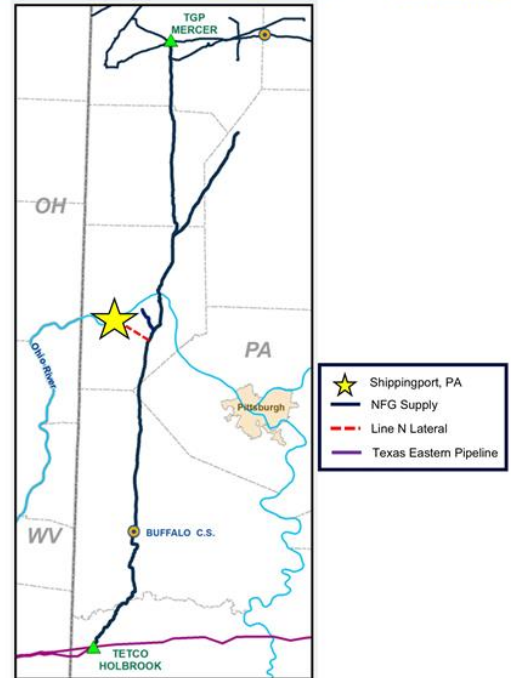 TGP
MERCER
OH
Ohio River
PA
Pittsburgh
WV
BUFFALO C.S.
TETCO
HOLBROOK
Shippingport, PA
NFG Supply
Line N Lateral
Texas Eastern Pipeline